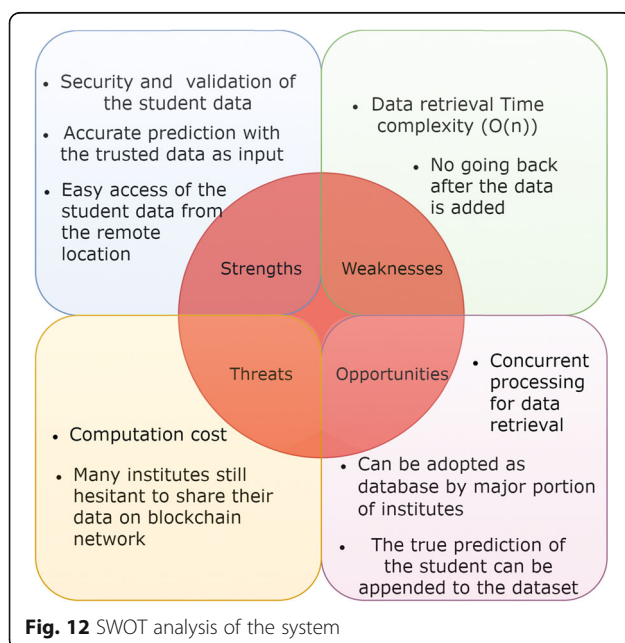 • Security and validation of
the student data
• Accurate prediction with
the trusted data as input
• Easy access of the
student data from
the remote
location
Strengths
• Data retrieval Time
complexity (O(n))
• No going back
after the data
is added
Weaknesses
Threats
• Computation cost
• Many institutes still
hesitant to share their
data on blockchain
network
Opportunities
• Concurrent
processing
for data
retrieval
• Can be adopted as
database by major portion
of institutes
• The true prediction of
the student can be
appended to the dataset
Fig. 12 SWOT analysis of the system